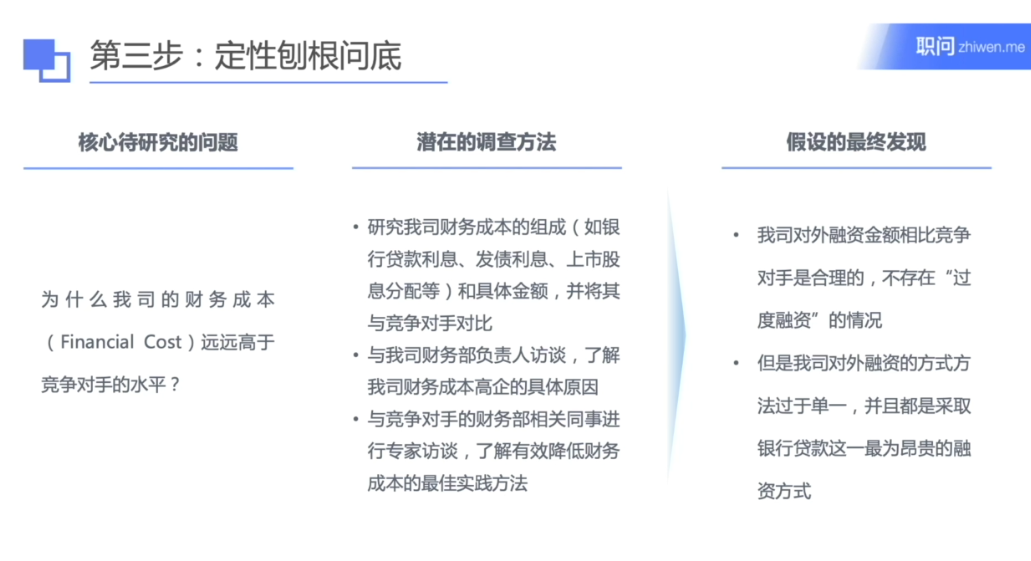 第三步：定性刨根问底
职问 zhiwen.me
核心待研究的问题
为什么我司的财务成本
（Financial Cost）远远高于
竞争对手的水平？
潜在的调查方法
• 研究我司财务成本的组成（如银
行贷款利息、发债利息、上市股
息分配等）和具体金额，并将其
与竞争对手对比
• 与我司财务部负责人访谈，了解
我司财务成本高企的具体原因
• 与竞争对手的财务部相关同事进
行专家访谈，了解有效降低财务
成本的最佳实践方法
假设的最终发现
• 我司对外融资金额相比竞争
对手是合理的，不存在“过
度融资”的情况
• 但是我司对外融资的方式方
法过于单一，并且都是采取
银行贷款这一最为昂贵的融
资方式